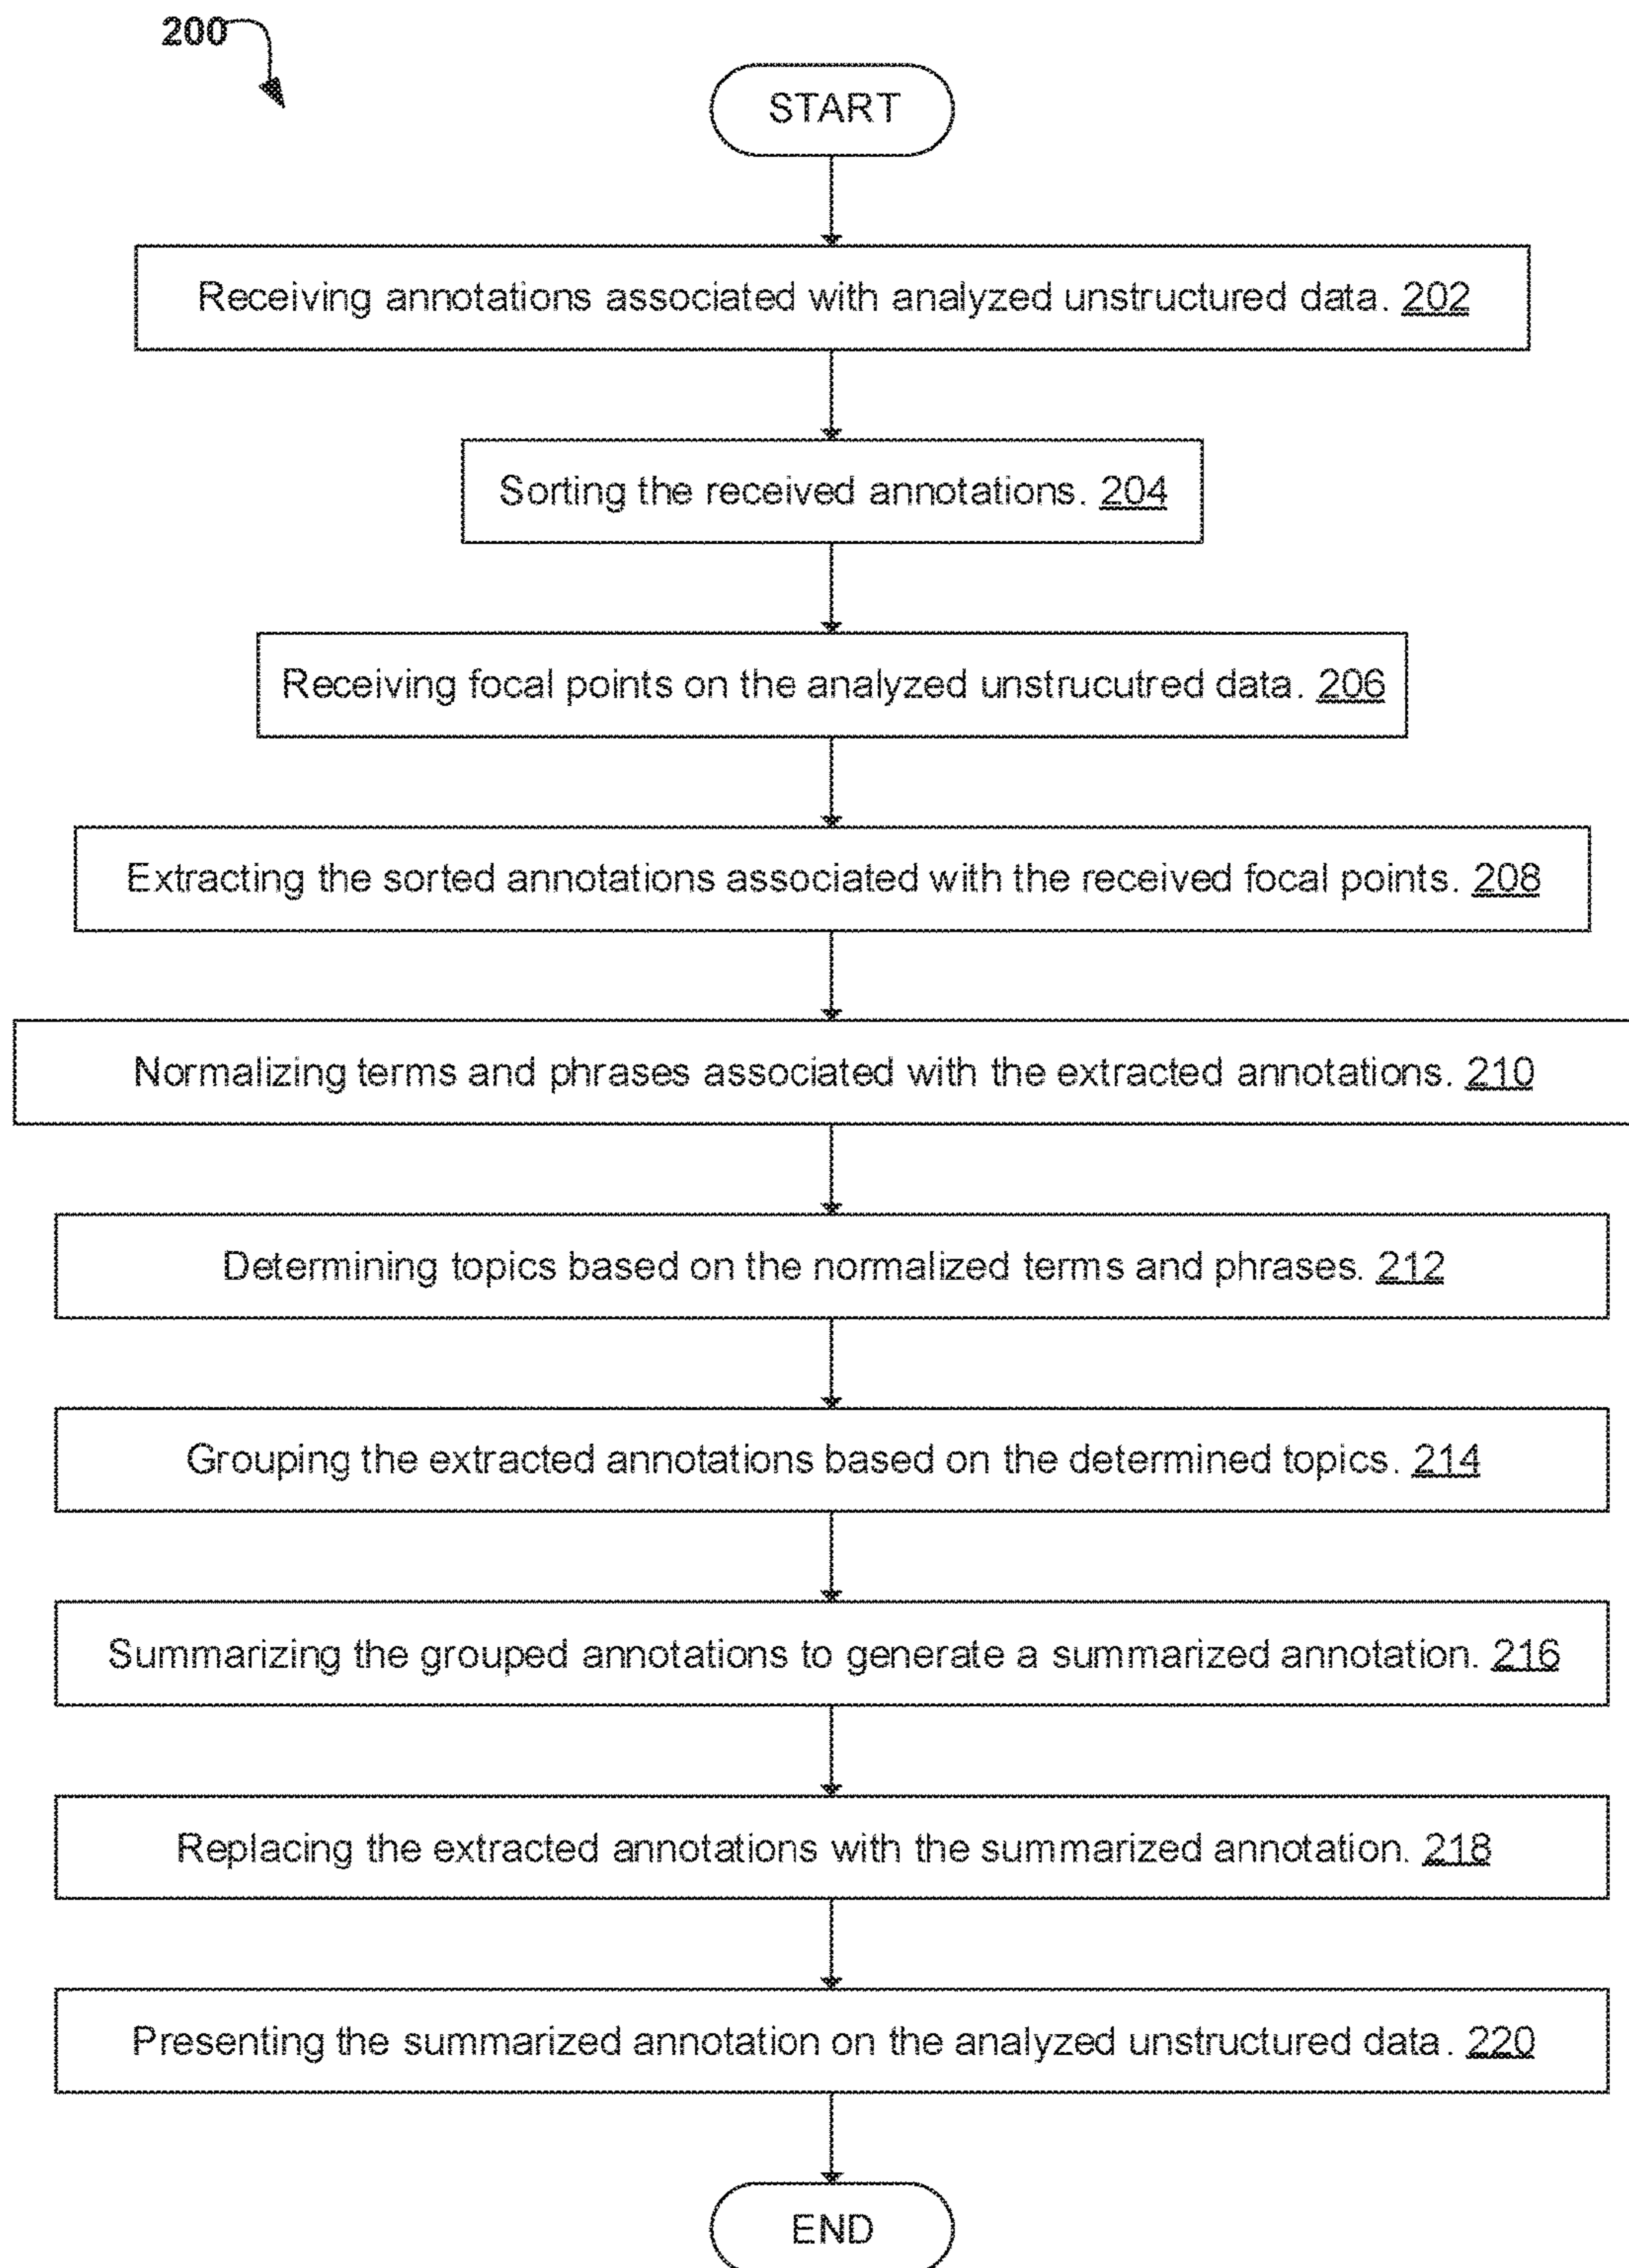 200
START
Receiving annotations associated with analyzed unstructured data. 202
Sorting the received annotations. 204
Receiving focal points on the analyzed unstrucutred data. 206
Extracting the sorted annotations associated with the received focal points. 208
Normalizing terms and phrases associated with the extracted annotations. 210
Determining topics based on the normalized terms and phrases. 212
Grouping the extracted annotations based on the determined topics. 214
Summarizing the grouped annotations to generate a summarized annotation. 216
Replacing the extracted annotations with the summarized annotation. 218
Presenting the summarized annotation on the analyzed unstructured data. 220
END